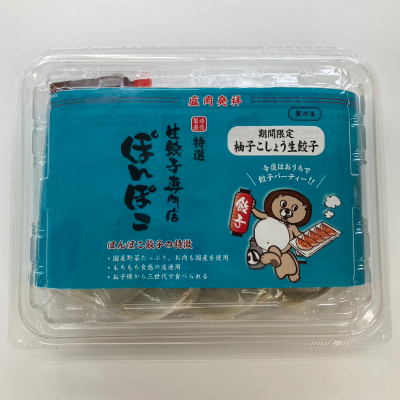 盛肉発祥
要冷凍
期間限定
柚子こしょう生餃子
今夜はおうちで
餃子パーティー!!
特選
生餃子専門店
ぽんぽこ
餃子
ぽんぽこ餃子の特徴
・国産野菜たっぷり、お肉も国産を使用
・もちもち食感の皮使用
・お子様から三世代で食べられる